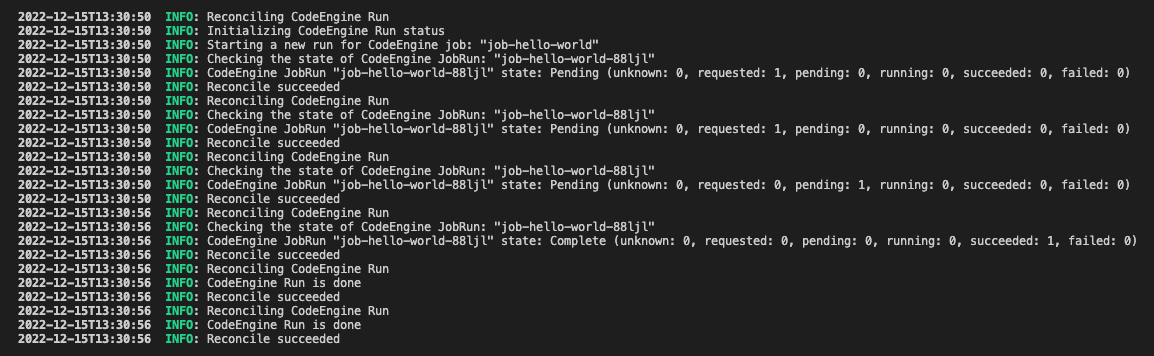 2022-12-15T13:30:50 INFO: Reconciling CodeEngine Run
2022-12-15T13:30:50 INFO: Initializing CodeEngine Run status
2022-12-15T13:30:50 INFO: Starting a new run for CodeEngine job: "job-hello-world"
2022-12-15T13:30:50 INFO: Checking the state of CodeEngine JobRun: "job-hello-world-88ljl"
2022-12-15T13:30:50 INFO: CodeEngine JobRun "job-hello-world-88ljl" state: Pending (unknown: 0, requested: 1, pending: 0, running: 0, succeeded: 0, failed: 0)
2022-12-15T13:30:50 INFO: Reconcile succeeded
2022-12-15T13:30:50 INFO: Reconciling CodeEngine Run
2022-12-15T13:30:50 INFO: Checking the state of CodeEngine JobRun: "job-hello-world-88ljl"
2022-12-15T13:30:50 INFO: CodeEngine JobRun "job-hello-world-88ljl" state: Pending (unknown: 0, requested: 1, pending: 0, running: 0, succeeded: 0, failed: 0)
2022-12-15T13:30:50 INFO: Reconcile succeeded
2022-12-15T13:30:50 INFO: Reconciling CodeEngine Run
2022-12-15T13:30:50 INFO: Checking the state of CodeEngine JobRun: "job-hello-world-88ljl"
2022-12-15T13:30:50 INFO: CodeEngine JobRun "job-hello-world-88ljl" state: Pending (unknown: 0, requested: 0, pending: 1, running: 0, succeeded: 0, failed: 0)
2022-12-15T13:30:50 INFO: Reconcile succeeded
2022-12-15T13:30:56 INFO: Reconciling CodeEngine Run
2022-12-15T13:30:56 INFO: Checking the state of CodeEngine JobRun: "job-hello-world-88ljl"
2022-12-15T13:30:56 INFO: CodeEngine JobRun "job-hello-world-88ljl" state: Complete (unknown: 0, requested: 0, pending: 0, running: 0, succeeded: 1, failed: 0)
2022-12-15T13:30:56 INFO: Reconcile succeeded
2022-12-15T13:30:56 INFO: Reconciling CodeEngine Run
2022-12-15T13:30:56 INFO: CodeEngine Run is done
2022-12-15T13:30:56 INFO: Reconcile succeeded
2022-12-15T13:30:56 INFO: Reconciling CodeEngine Run
2022-12-15T13:30:56 INFO: CodeEngine Run is done
2022-12-15T13:30:56 INFO: Reconcile succeeded